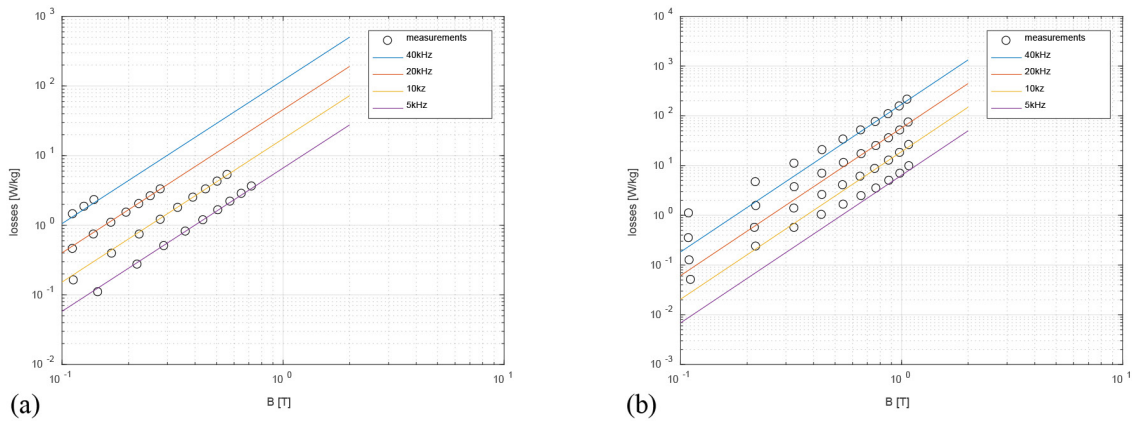 10^3
10^2
10^1
10^0
10^-1
10^-2
losses [W/kg]
10^-1
10^0
10^1
B [T]
measurements
40kHz
20kHz
10kz
5kHz
(a)
10^4
10^3
10^2
10^1
10^0
10^-1
10^-2
10^-3
losses [W/kg]
10^-1
10^0
10^1
B [T]
measurements
40kHz
20kHz
10kz
5kHz
(b)